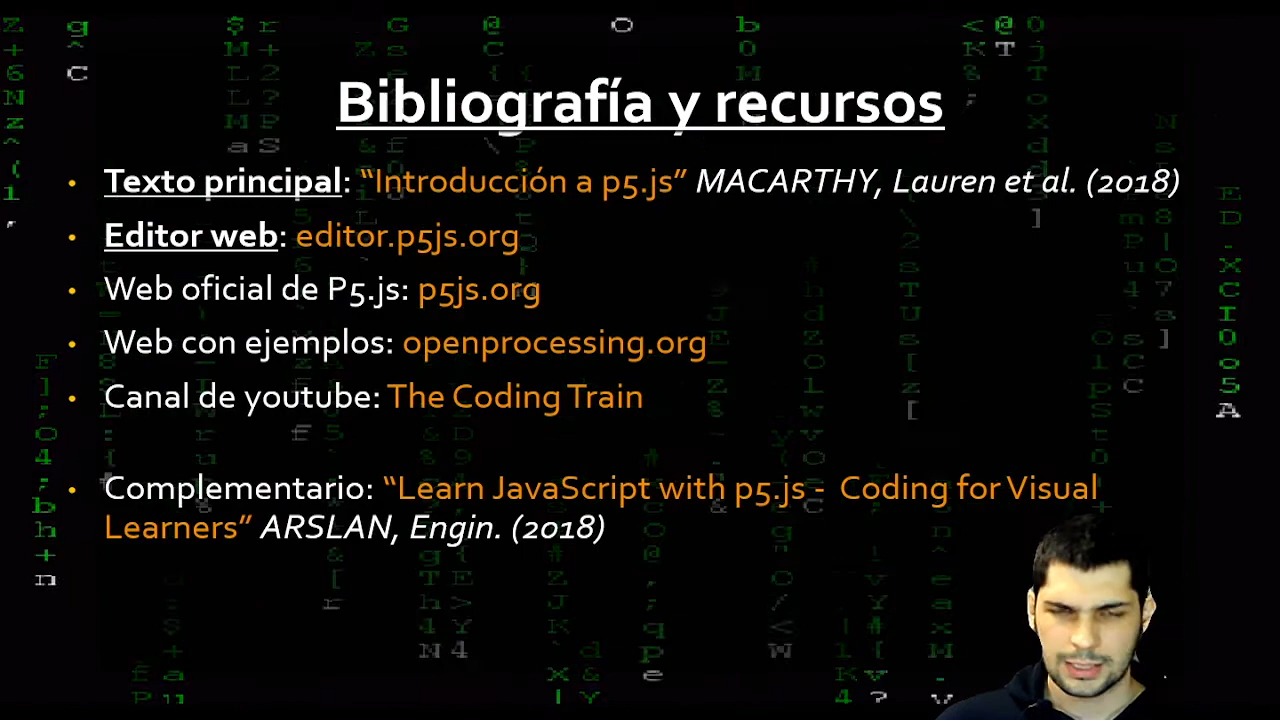 Bibliografía y recursos
• Texto principal: “Introducción a p5.js” MACARTHY, Lauren et al. (2018)
• Editor web: editor.p5js.org
• Web oficial de P5.js: p5js.org
• Web con ejemplos: openprocessing.org
• Canal de youtube: The Coding Train
• Complementario: “Learn JavaScript with p5.js - Coding for Visual
Learners” ARSLAN, Engin. (2018)